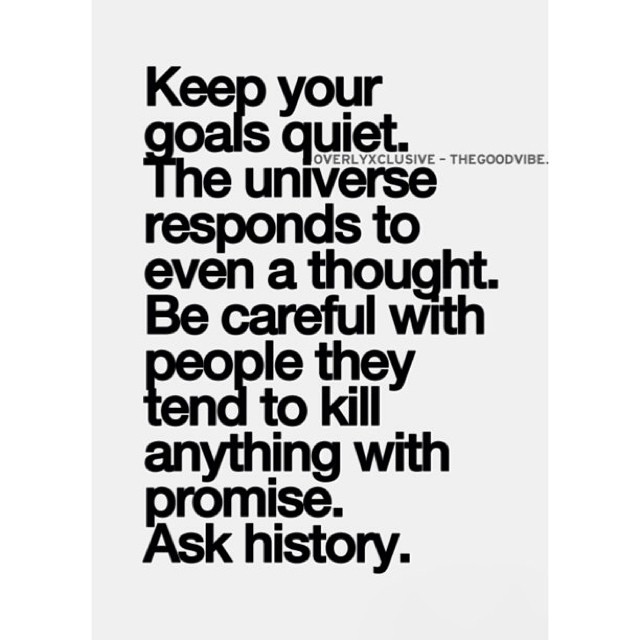 Keep your
goals quiet.
OVERLYXCLUSIVE - THEGOODVIBE.
The universe
responds to
even a thought.
Be careful with
people they
tend to kill
anything with
promise.
Ask history.